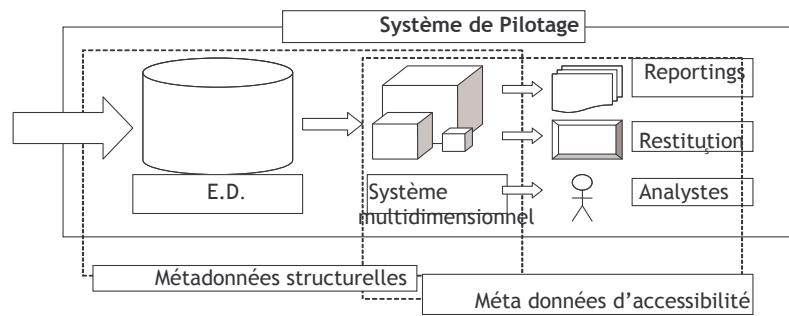 Système de Pilotage
Reportings
Restitution
E.D.
Système
multidimensionnel
Analystes
Métadonnées structurelles
Méta données d’accessibilité